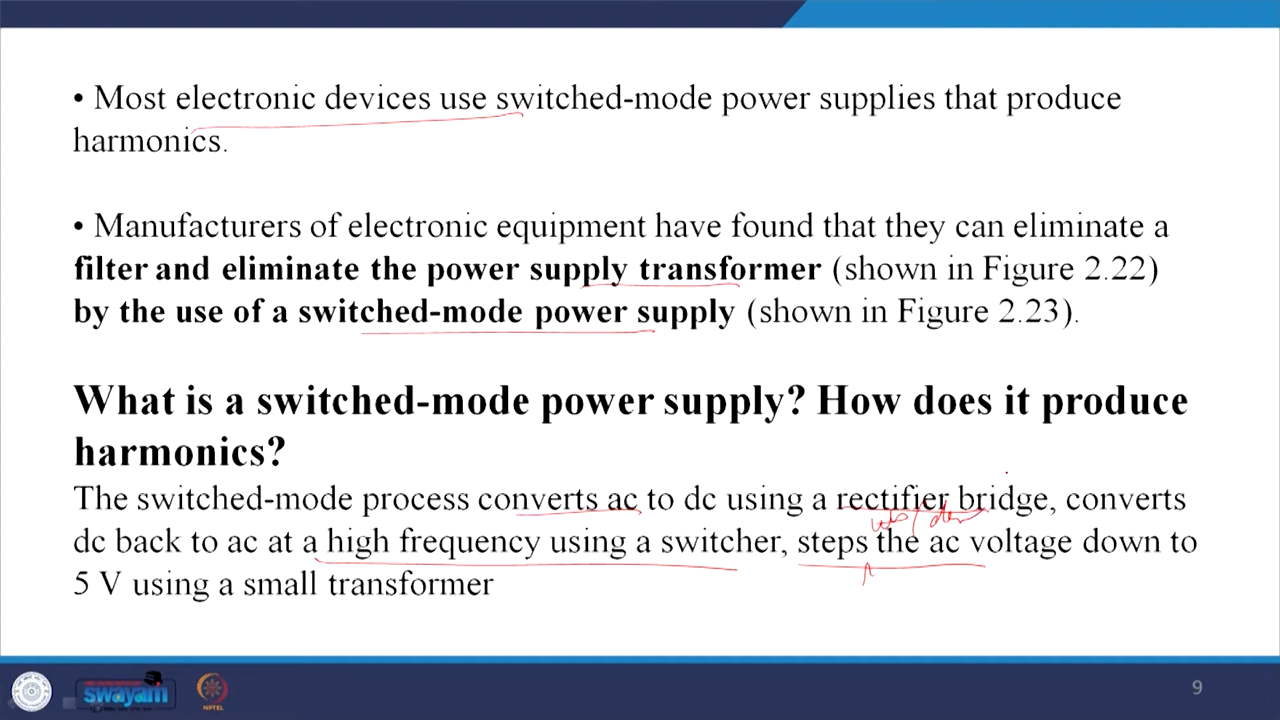 • Most electronic devices use switched-mode power supplies that produce
harmonics.
• Manufacturers of electronic equipment have found that they can eliminate a
filter and eliminate the power supply transformer (shown in Figure 2.22)
by the use of a switched-mode power supply (shown in Figure 2.23).
What is a switched-mode power supply? How does it produce
harmonics?
The switched-mode process converts ac to dc using a rectifier bridge, converts
dc back to ac at a high frequency using a switcher, steps the ac voltage down to
5 V using a small transformer
swayam
NPTEL
9